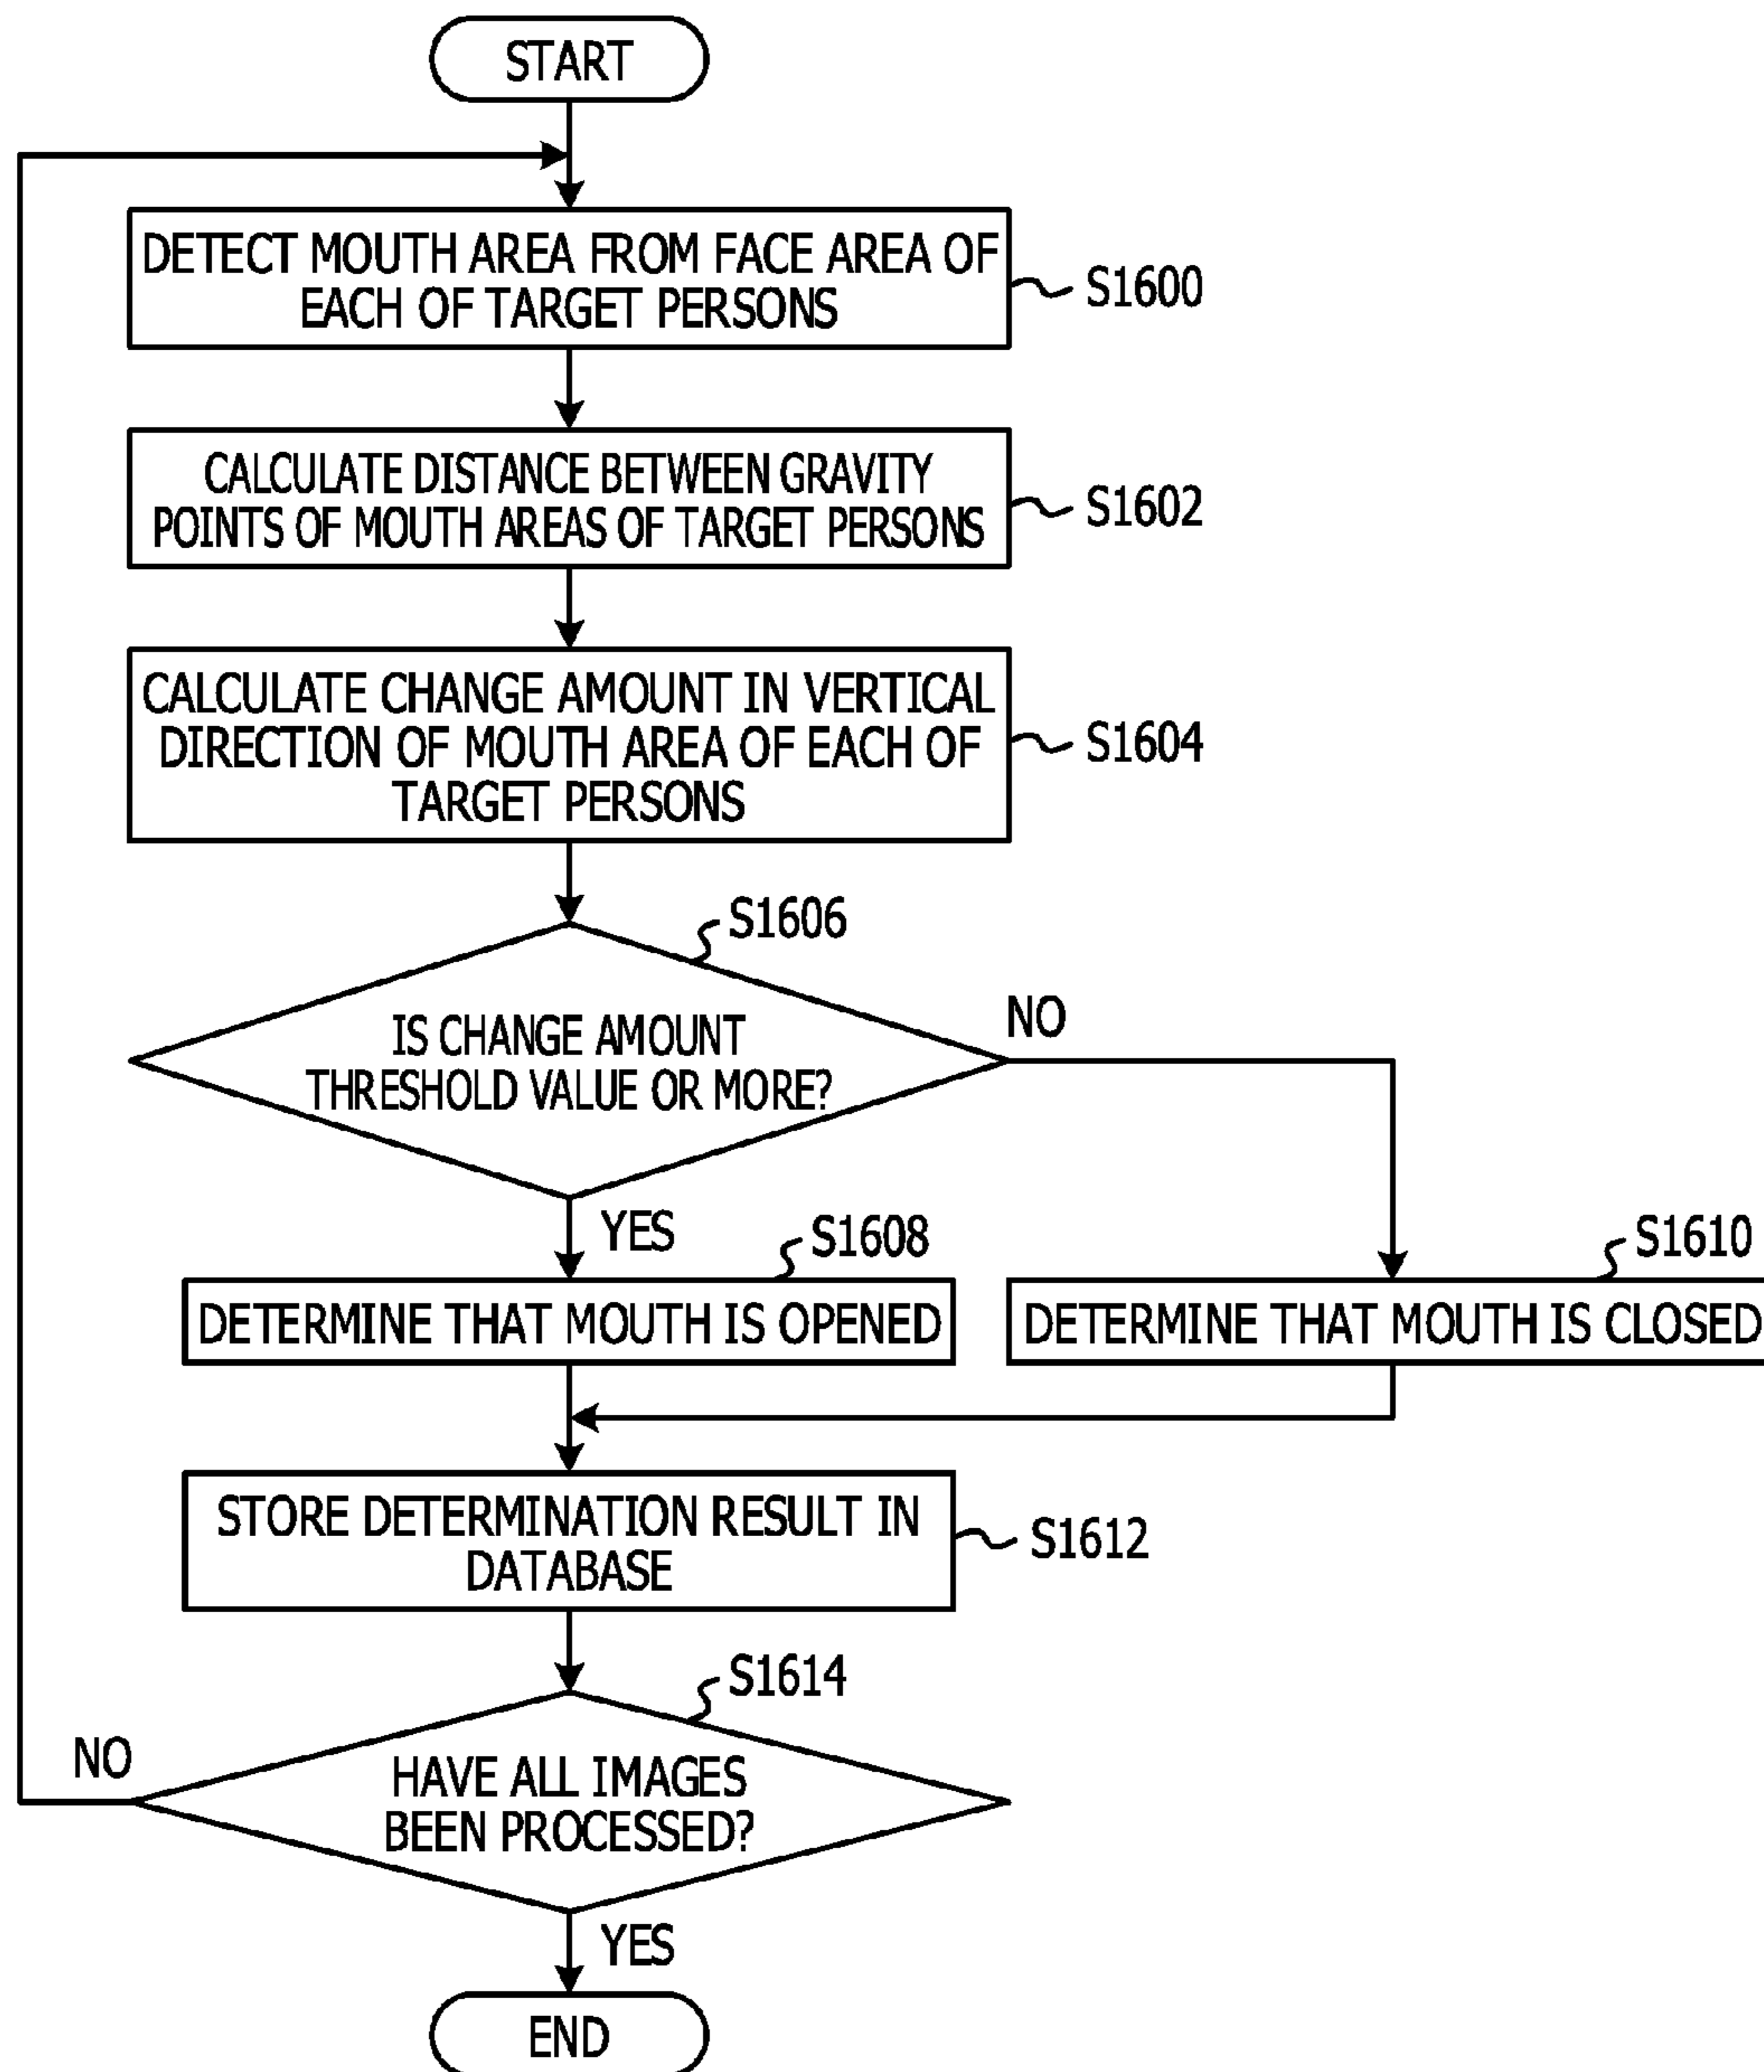 START
DETECT MOUTH AREA FROM FACE AREA OF
EACH OF TARGET PERSONS
S1600
CALCULATE DISTANCE BETWEEN GRAVITY
POINTS OF MOUTH AREAS OF TARGET PERSONS
S1602
CALCULATE CHANGE AMOUNT IN VERTICAL
DIRECTION OF MOUTH AREA OF EACH OF
TARGET PERSONS
S1604
S1606
IS CHANGE AMOUNT
THRESHOLD VALUE OR MORE?
NO
YES
S1608
DETERMINE THAT MOUTH IS OPENED
S1610
DETERMINE THAT MOUTH IS CLOSED
STORE DETERMINATION RESULT IN
DATABASE
S1612
S1614
HAVE ALL IMAGES
BEEN PROCESSED?
NO
YES
END